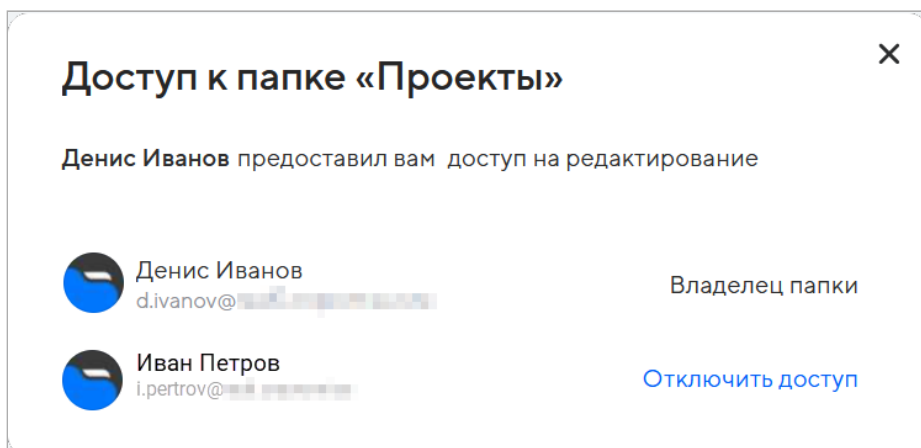 Доступ к папке «Проекты»
Денис Иванов предоставил вам доступ на редактирование
Денис Иванов
d.ivanov@
Владелец папки
Иван Петров
i.pertrov@
Отключить доступ